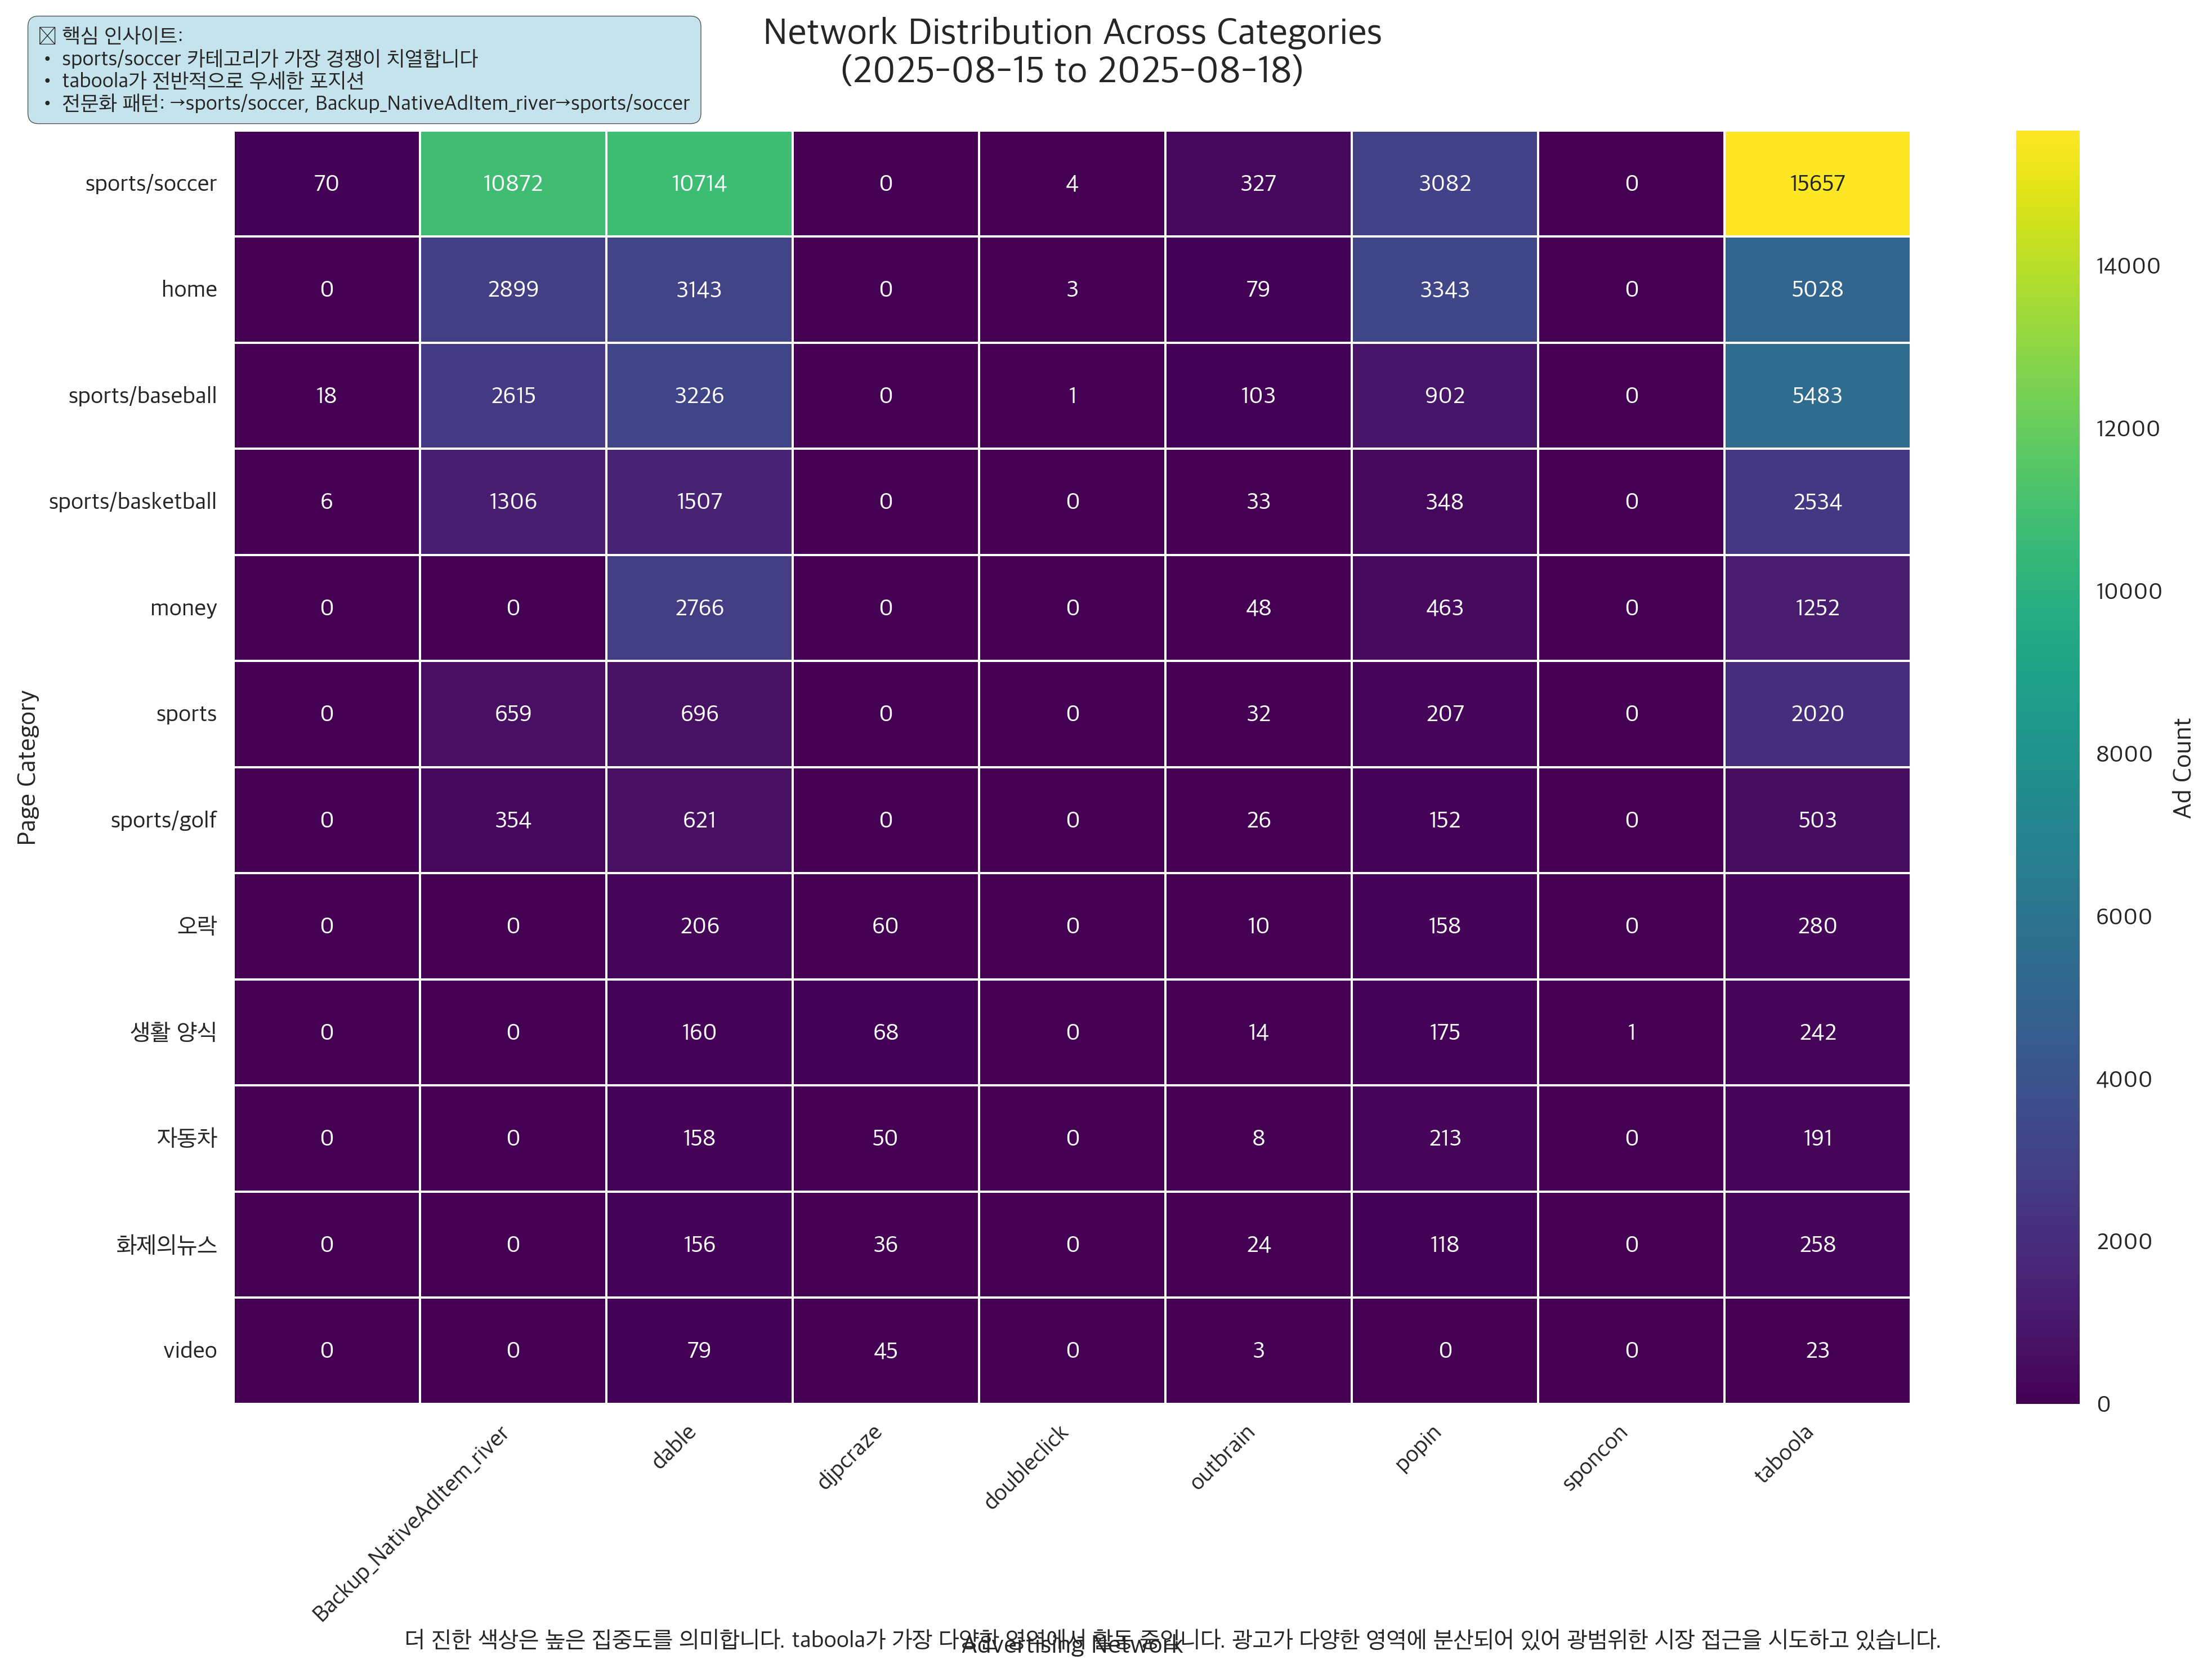 핵심 인사이트:
• sports/soccer 카테고리가 가장 경쟁이 치열합니다
• taboola가 전반적으로 우세한 포지션
• 전문화 패턴: →sports/soccer, Backup_NativeAdItem_river→sports/soccer
Network Distribution Across Categories
(2025-08-15 to 2025-08-18)
sports/soccer 70 10872 10714 0 4 327 3082 0 15657
home 0 2899 3143 0 3 79 3343 0 5028
sports/baseball 18 2615 3226 0 1 103 902 0 5483
sports/basketball 6 1306 1507 0 0 33 348 0 2534
money 0 0 2766 0 0 48 463 0 1252
sports 0 659 696 0 0 32 207 0 2020
sports/golf 0 354 621 0 0 26 152 0 503
오락 0 0 206 60 0 10 158 0 280
생활 양식 0 0 160 68 0 14 175 1 242
자동차 0 0 158 50 0 8 213 0 191
화제의뉴스 0 0 156 36 0 24 118 0 258
video 0 0 79 45 0 3 0 0 23
Page Category
Backup_NativeAdItem_river
dable
djpcraze
doubleclick
outbrain
popin
sponcon
taboola
14000
12000
10000
8000
6000
4000
2000
0
Ad Count
더 진한 색상은 높은 집중도를 의미합니다. taboola가 가장 다양한 영역에서 활동 중입니다. 광고가 다양한 영역에 분산되어 있어 광범위한 시장 접근을 시도하고 있습니다.
Advertising Network